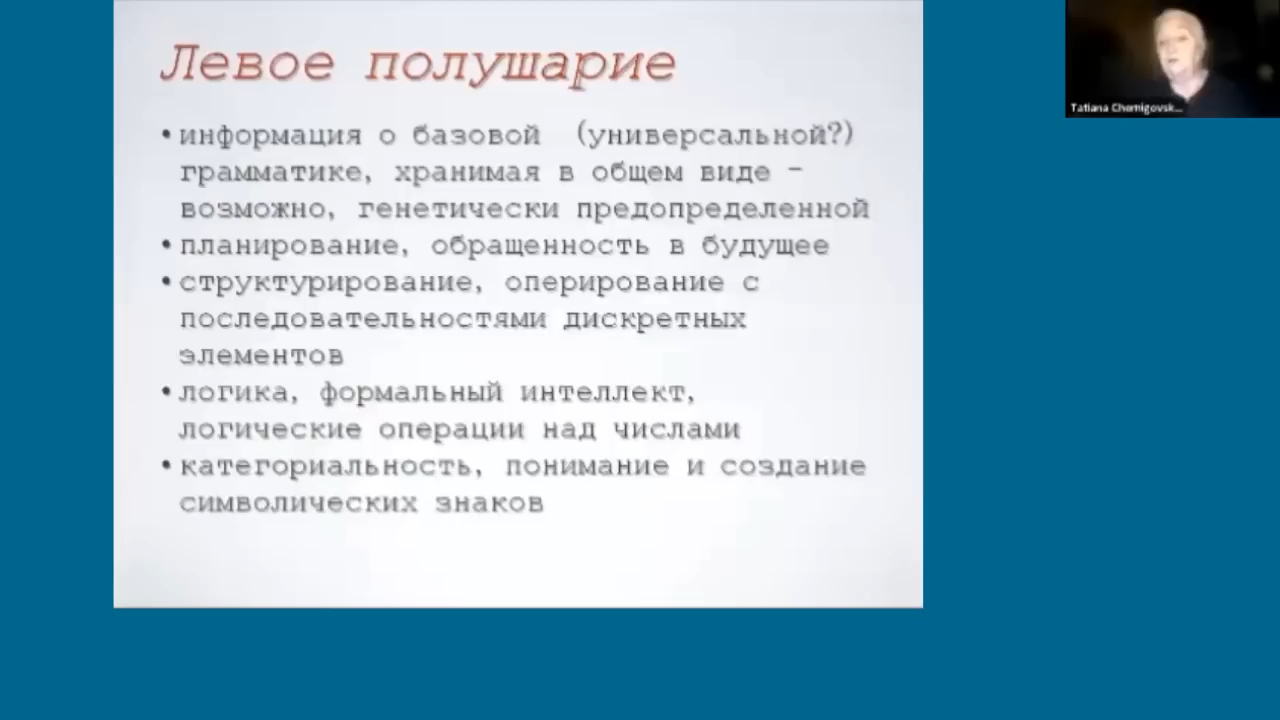 Левое полушарие
• информация о базовой (универсальной?)
грамматике, хранимая в общем виде –
возможно, генетически предопределенной
• планирование, обращенность в будущее
• структурирование, оперирование с
последовательностями дискретных
элементов
• логика, формальный интеллект,
логические операции над числами
• категориальность, понимание и создание
символических знаков
Tatiana Chernigovsk...